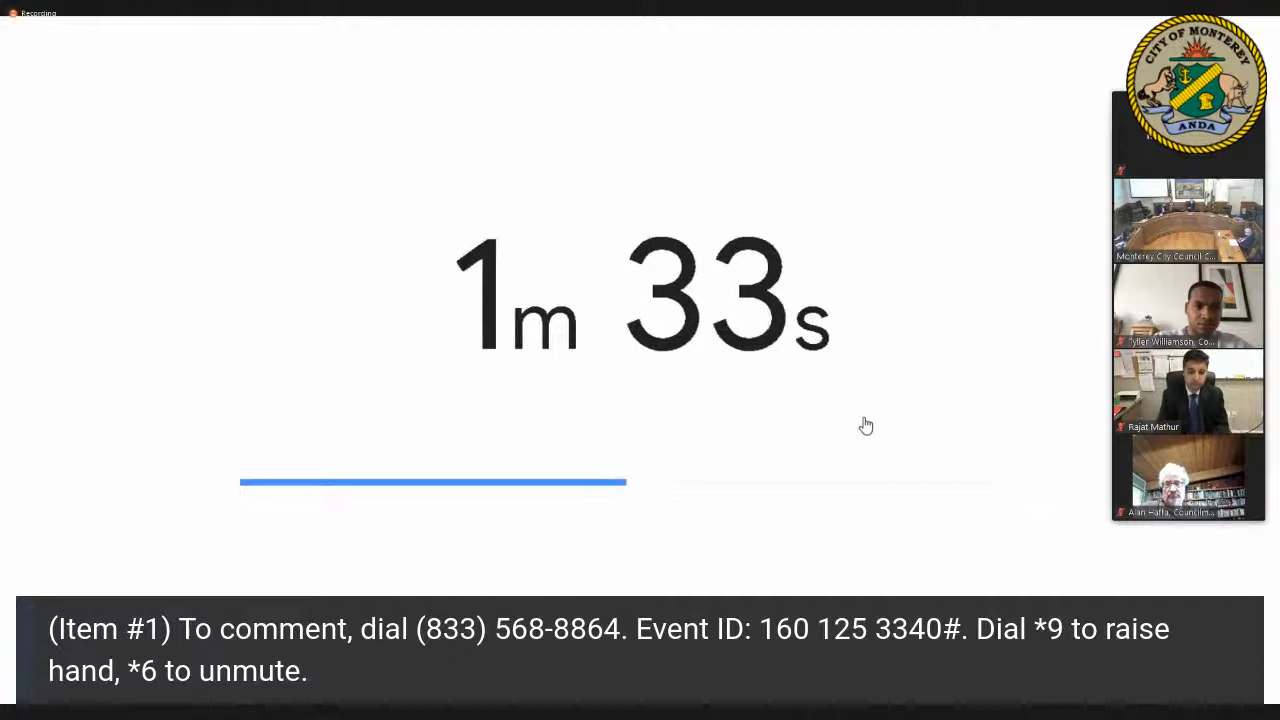 Recording
CITY OF MONTEREY
ANDA
1m 33s
Monterey City Council C...
Tyller Williamson, Co...
Rajat Mathur
Alan Haffa, Councilm...
(Item #1) To comment, dial (833) 568-8864. Event ID: 160 125 3340#. Dial *9 to raise
hand, *6 to unmute.